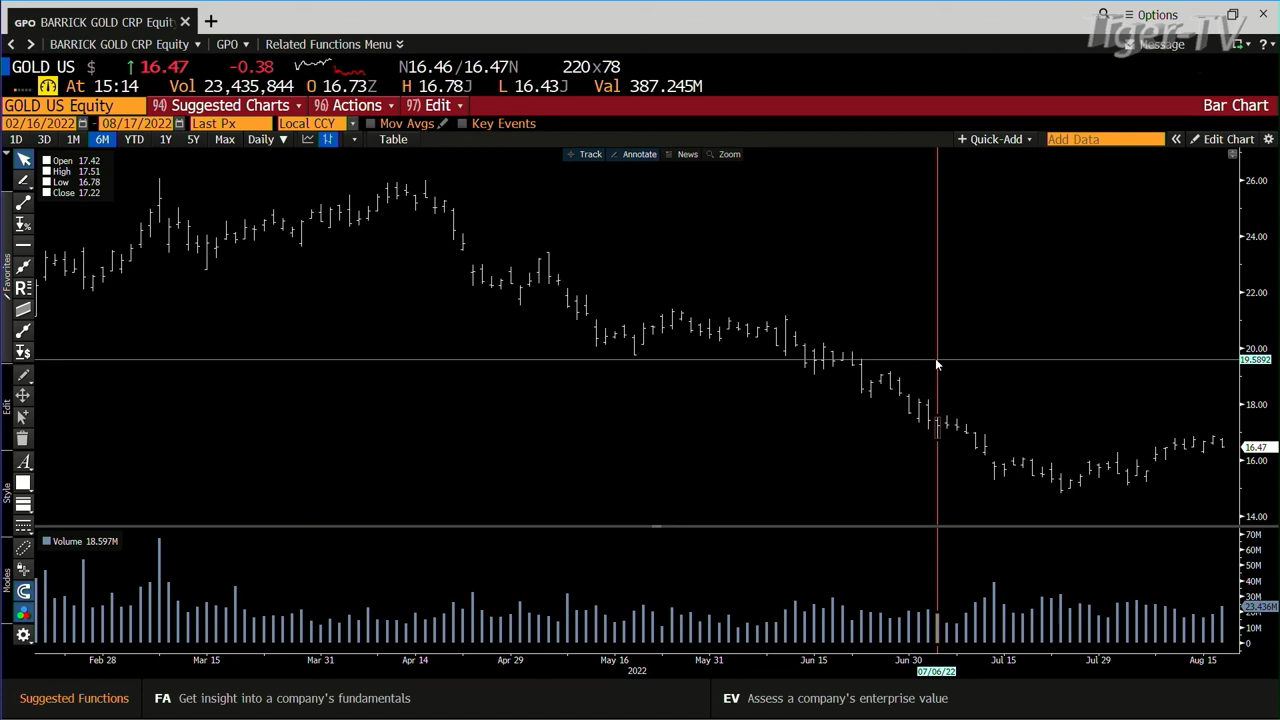 GPO BARRICK GOLD CRP Equity × +
Options
Tiger-TV
BARRICK GOLD CRP Equity GPO Related Functions Menu Message ?
GOLD US $ ↑ 16.47 -0.38 N16.46/16.47N 220x78
At 15:14 Vol 23,435,844 O 16.73Z H 16.78J L 16.43J Val 387.245M
GOLD US Equity 94) Suggested Charts 96) Actions 97) Edit Bar Chart
02/16/2022 - 08/17/2022 Last Px Local CCY Mov Avgs Key Events
1D 3D 1M 6M YTD 1Y 5Y Max Daily Table + Quick-Add Add Data « Edit Chart
Track Annotate News Zoom
Open 17.42
High 17.51
Low 16.78
Close 17.22
26.00
24.00
22.00
20.00
19.5892
18.00
16.47
16.00
14.00
Favorites
Edit
Style
Modes
Volume 18.597M
70M
60M
50M
40M
30M
23.436M
20M
10M
0
Feb 28 Mar 15 Mar 31 Apr 14 Apr 29 May 16 May 31 Jun 15 Jun 30 Jul 15 Jul 29 Aug 15
2022 07/06/22
Suggested Functions FA Get insight into a company's fundamentals EV Assess a company's enterprise value